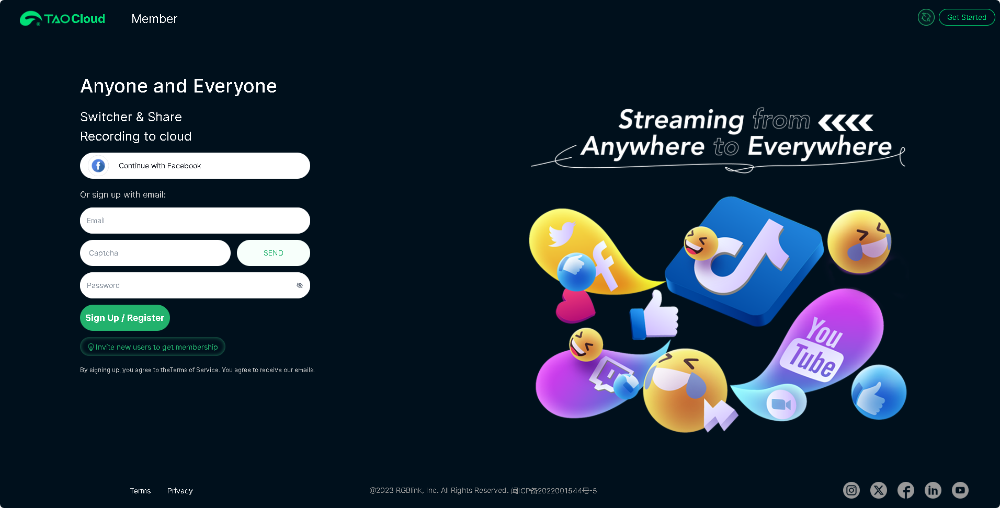 TAO Cloud
Member
Get Started
Anyone and Everyone
Switcher & Share
Recording to cloud
Continue with Facebook
Or sign up with email:
Email
Captcha
SEND
Password
Sign Up / Register
Invite new users to get membership
By signing up, you agree to theTerms of Service. You agree to receive our emails.
Streaming from
Anywhere to Everywhere
You
Tube
Terms
Privacy
@2023 RGBlink, Inc. All Rights Reserved. 闽ICP备2022001544号-5